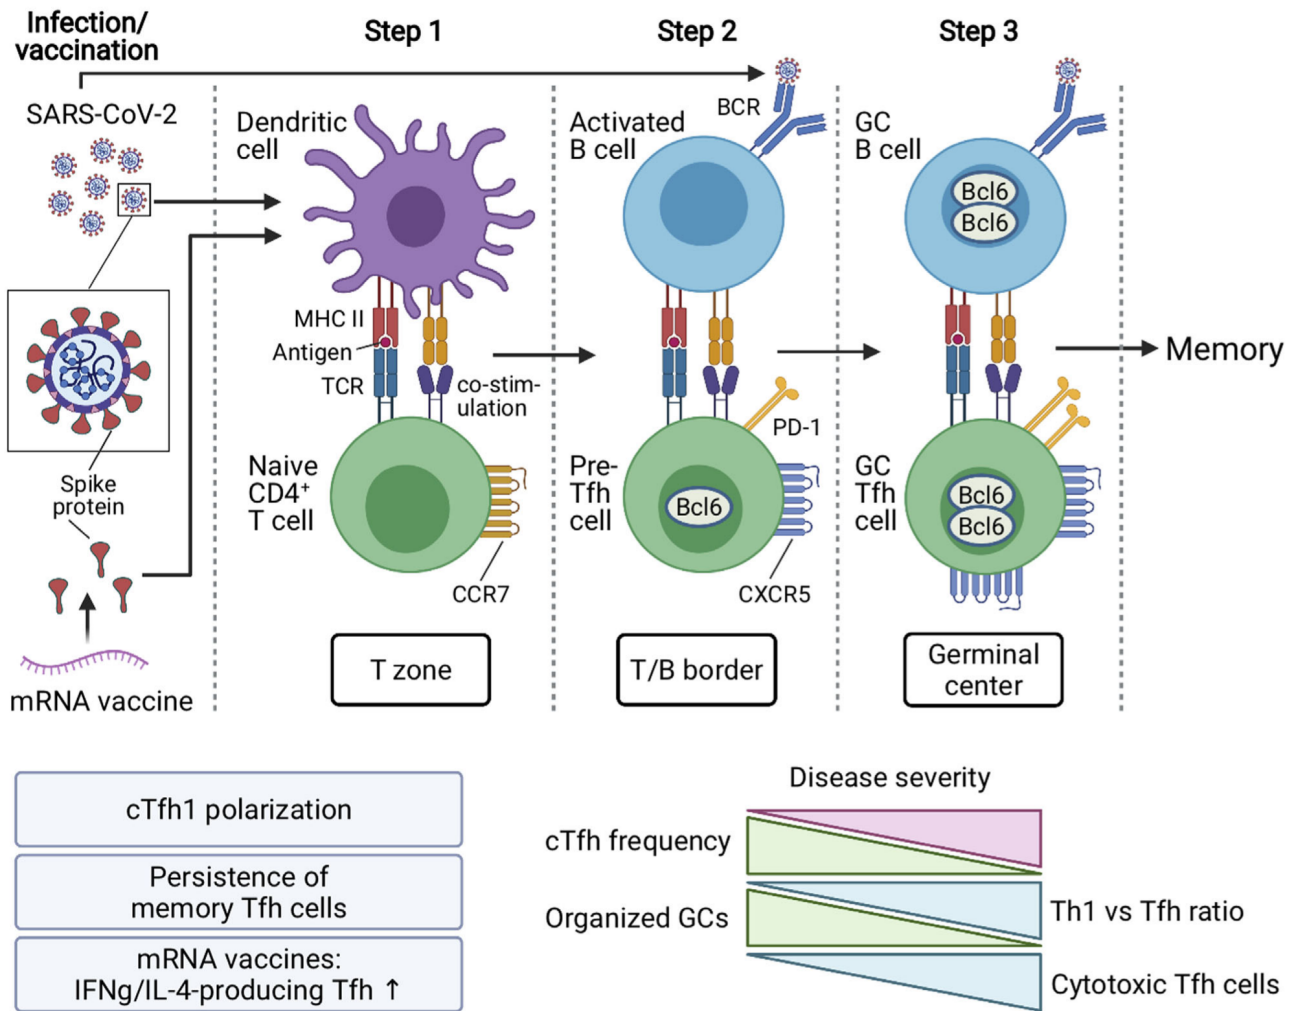 Infection/
vaccination
Step 1
Step 2
Step 3
SARS-CoV-2
Dendritic
cell
Activated
B cell
BCR
GC
B cell
Bcl6
Bcl6
MHC II
Antigen
TCR
co-stim-
ulation
Memory
Spike
protein
Naive
CD4⁺
T cell
CCR7
Pre-
Tfh
cell
Bcl6
PD-1
CXCR5
GC
Tfh
cell
Bcl6
Bcl6
mRNA vaccine
T zone
T/B border
Germinal
center
cTfh1 polarization
Persistence of
memory Tfh cells
mRNA vaccines:
IFNg/IL-4-producing Tfh ↑
Disease severity
cTfh frequency
Organized GCs
Th1 vs Tfh ratio
Cytotoxic Tfh cells